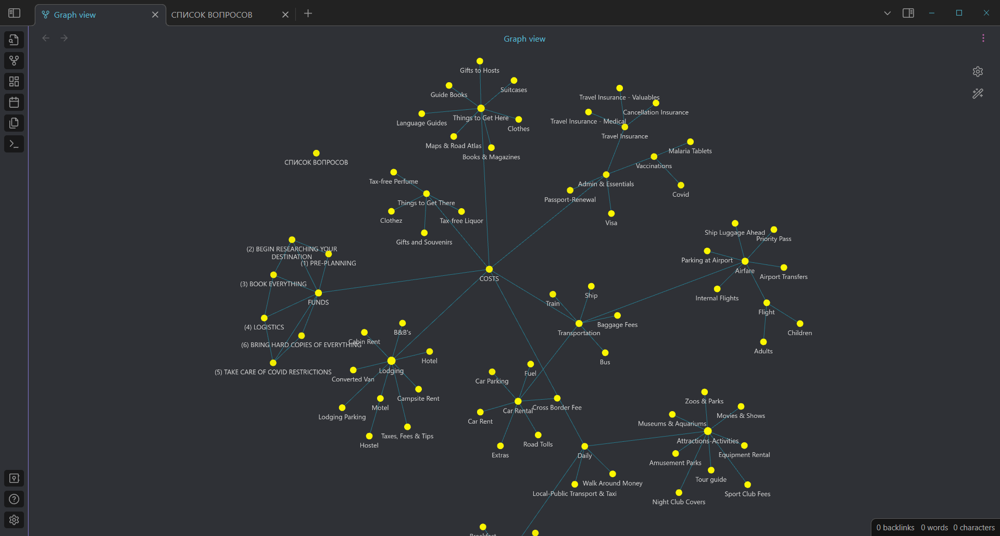 Graph view
СПИСОК ВОПРОСОВ
Graph view
Gifts to Hosts
Suitcases
Guide Books
Travel Insurance - Valuables
Cancellation Insurance
Things to Get Here
Language Guides
Travel Insurance - Medical
Clothes
Travel Insurance
Maps & Road Atlas
Malaria Tablets
Books & Magazines
СПИСОК ВОПРОСОВ
Vaccinations
Tax-free Perfume
Admin & Essentials
Covid
Passport-Renewal
Things to Get There
Clothez
Tax-free Liquor
Visa
Ship Luggage Ahead
Priority Pass
Gifts and Souvenirs
(2) BEGIN RESEARCHING YOUR
DESTINATION
Parking at Airport
(1) PRE-PLANNING
Airfare
Airport Transfers
COSTS
(3) BOOK EVERYTHING
Ship
Internal Flights
FUNDS
Train
Flight
Baggage Fees
(4) LOGISTICS
B&B's
Transportation
Children
Cabin Rent
(6) BRING HARD COPIES OF EVERYTHING
Adults
Hotel
Bus
Lodging
(5) TAKE CARE OF COVID RESTRICTIONS
Fuel
Converted Van
Car Parking
Campsite Rent
Zoos & Parks
Motel
Cross Border Fee
Car Rental
Movies & Shows
Lodging Parking
Car Rent
Museums & Aquariums
Taxes, Fees & Tips
Attractions-Activities
Hostel
Road Tolls
Extras
Daily
Equipment Rental
Amusement Parks
Tour guide
Walk Around Money
Local-Public Transport & Taxi
Sport Club Fees
Night Club Covers
0 backlinks 0 words 0 characters
Breakfast